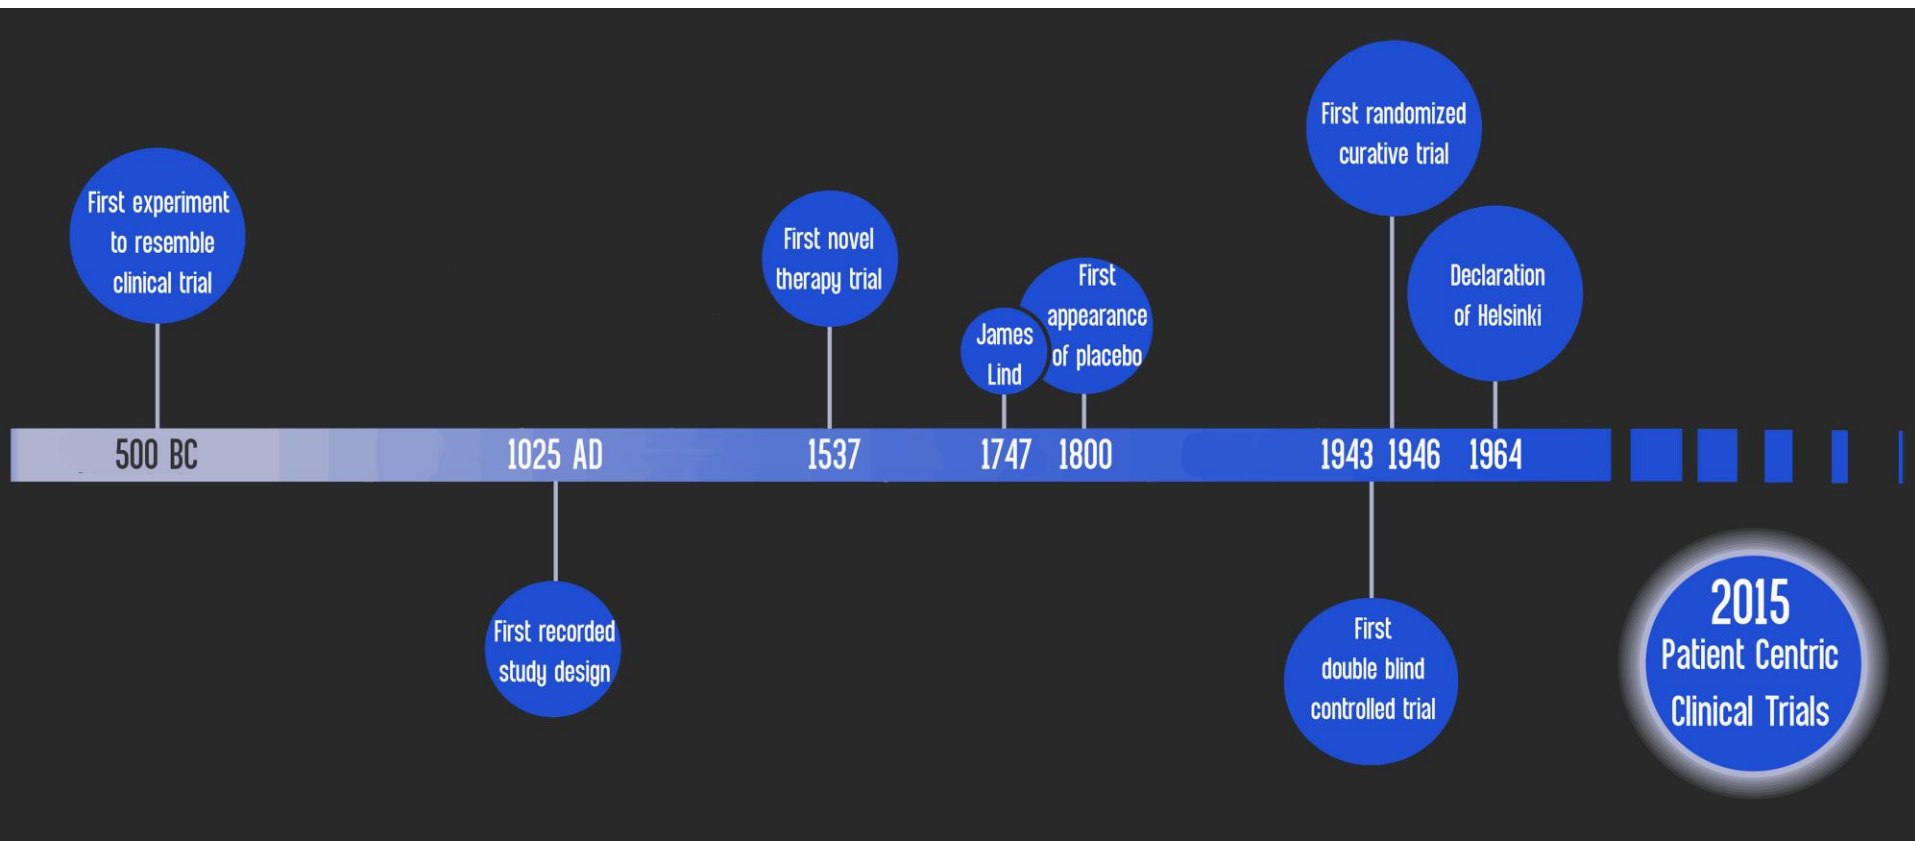 First experiment
to resemble
clinical trial
500 BC
1025 AD
First recorded
study design
First novel
therapy trial
1537
James
Lind
1747
First
appearance
of placebo
1800
1943
First
double blind
controlled trial
First randomized
curative trial
1946
Declaration
of Helsinki
1964
2015
Patient Centric
Clinical Trials